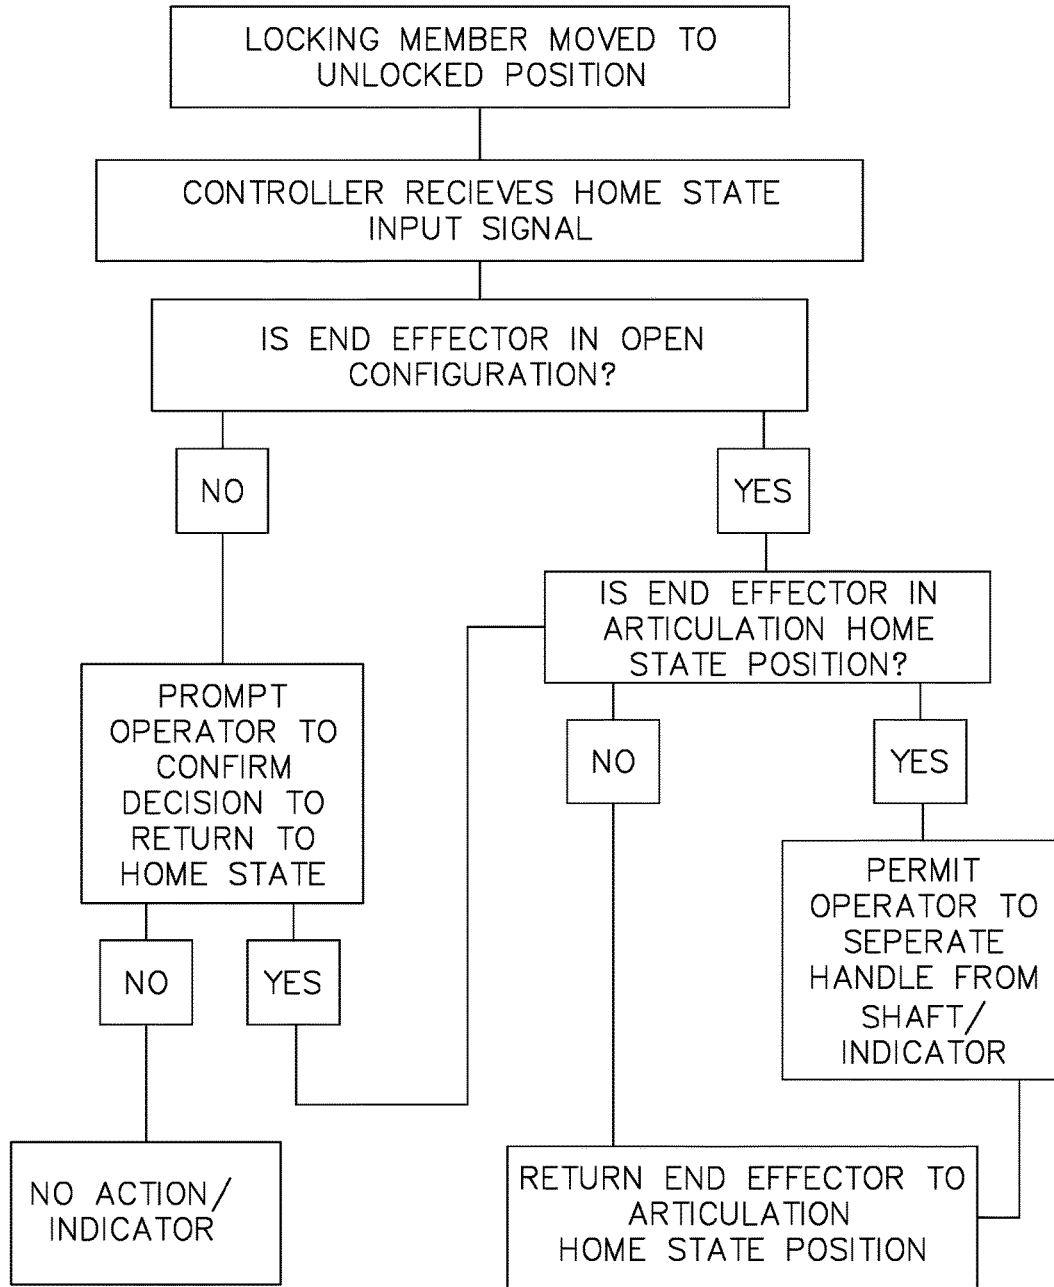 LOCKING MEMBER MOVED TO
UNLOCKED POSITION
CONTROLLER RECIEVES HOME STATE
INPUT SIGNAL
IS END EFFECTOR IN OPEN
CONFIGURATION?
NO
YES
IS END EFFECTOR IN
ARTICULATION HOME
STATE POSITION?
PROMPT
OPERATOR TO
CONFIRM
DECISION TO
RETURN TO
HOME STATE
NO
YES
NO
YES
PERMIT
OPERATOR TO
SEPERATE
HANDLE FROM
SHAFT/
INDICATOR
NO ACTION/
INDICATOR
RETURN END EFFECTOR TO
ARTICULATION
HOME STATE POSITION